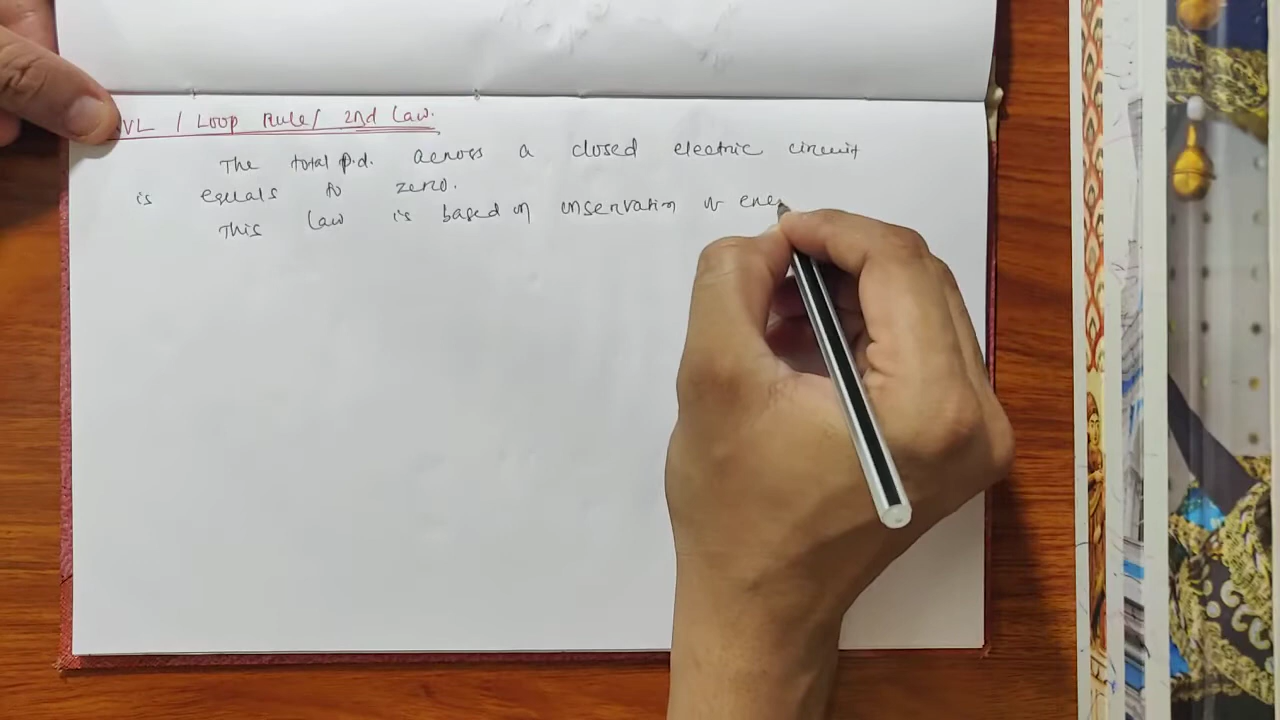 VL / Loop Rule / 2nd Law.
The total p.d. across a closed electric circuit
is equals to zero.
This law is based on conservation of ene